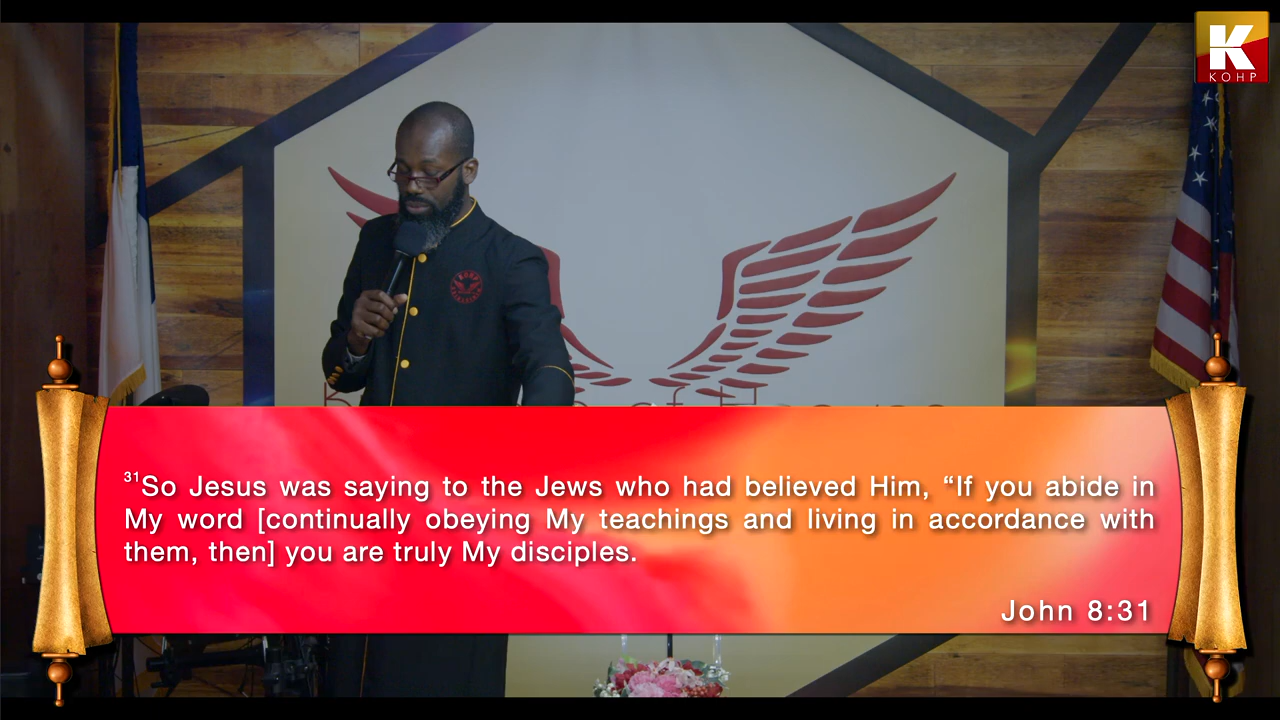 K
KOHP
³¹So Jesus was saying to the Jews who had believed Him, “If you abide in
My word [continually obeying My teachings and living in accordance with
them, then] you are truly My disciples.
John 8:31